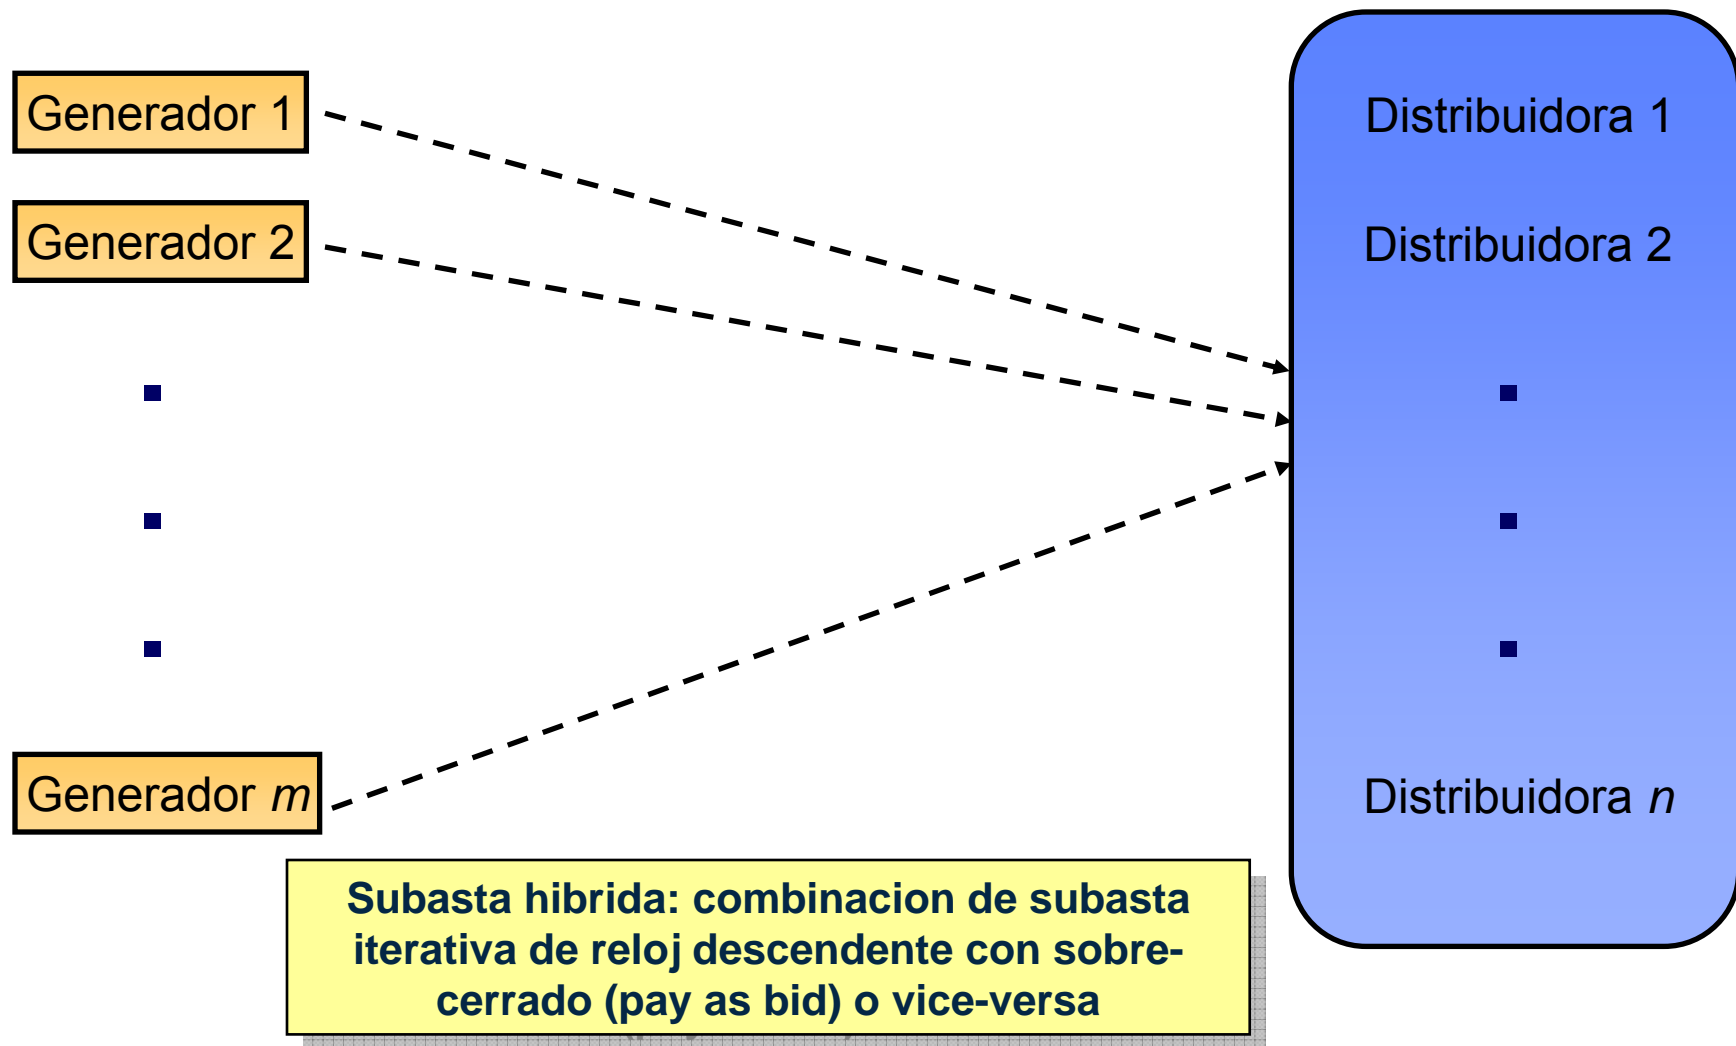 Generador 1
Distribuidora 1
Generador 2
Distribuidora 2
Generador m
Distribuidora n
Subasta hibrida: combinacion de subasta
iterativa de reloj descendente con sobre-
cerrado (pay as bid) o vice-versa